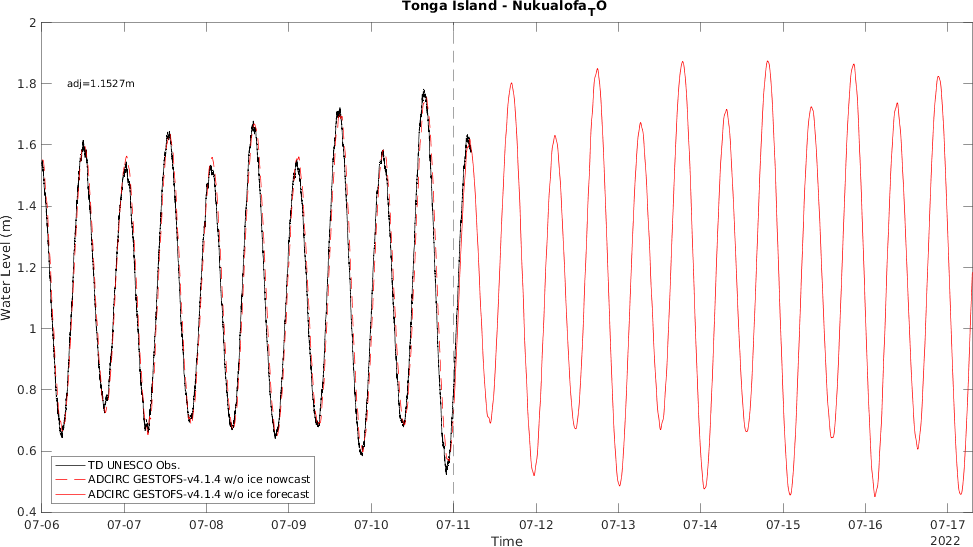 Tonga Island - Nukualofa_TO
2
1.8
1.6
1.4
1.2
1
0.8
0.6
0.4
Water Level (m)
adj=1.1527m
TD UNESCO Obs.
ADCIRC GESTOFS-v4.1.4 w/o ice nowcast
ADCIRC GESTOFS-v4.1.4 w/o ice forecast
07-06 07-07 07-08 07-09 07-10 07-11 07-12 07-13 07-14 07-15 07-16 07-17
Time
2022